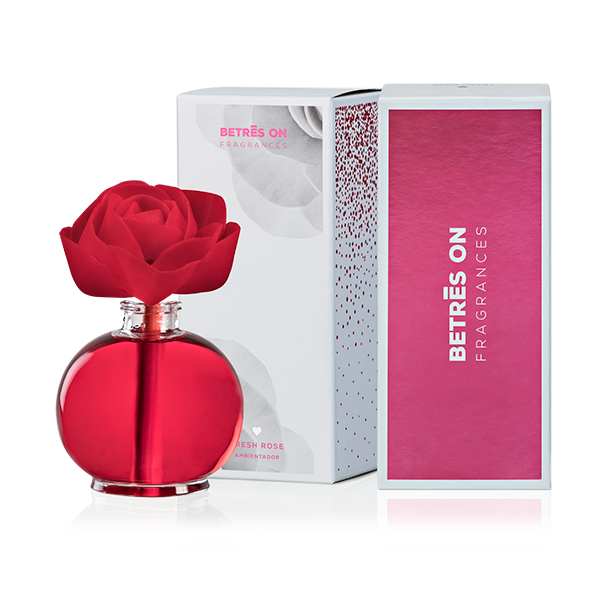 BETRĒS ON
FRAGRANCES
RESH ROSE
AMBIENTADOR
BETRĒS ON
FRAGRANCES